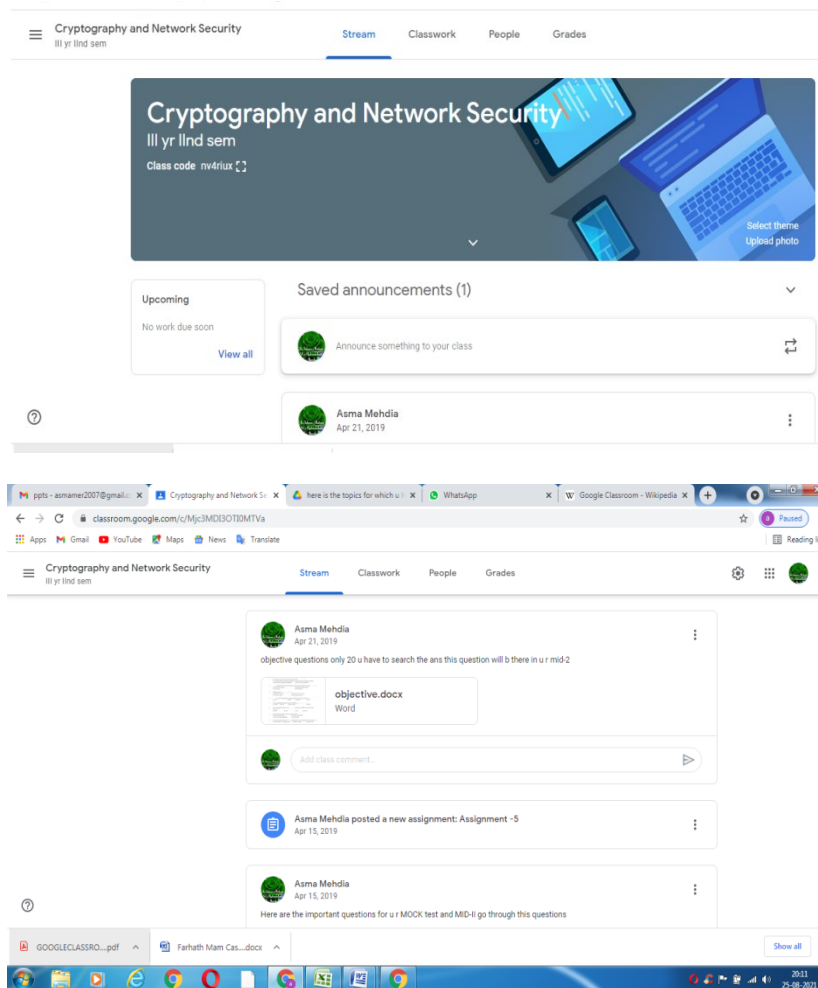 Cryptography and Network Security
III yr IInd sem
Stream Classwork People Grades
Cryptography and Network Security
III yr IInd sem
Class code nv4riux
Select theme
Upload photo
Upcoming
No work due soon
View all
Saved announcements (1)
Announce something to your class
Asma Mehdia
Apr 21, 2019
ppts - asmamer2007@gmail.c
Cryptography and Network Se
here is the topics for which u
WhatsApp
Google Classroom - Wikipedia
classroom.google.com/c/Mjc3MDI3OTI0MTVa
Paused
Apps Gmail YouTube Maps News Translate
Reading
Cryptography and Network Security
III yr IInd sem
Stream Classwork People Grades
Asma Mehdia
Apr 21, 2019
objective questions only 20 u have to search the ans this question will b there in u r mid-2
objective.docx
Word
Add class comment...
Asma Mehdia posted a new assignment: Assignment -5
Apr 15, 2019
Asma Mehdia
Apr 15, 2019
Here are the important questions for u r MOCK test and MID-II go through this questions
GOOGLECLASSRO....pdf
Farhath Mam Cas....docx
Show all
20:11
25-08-2021